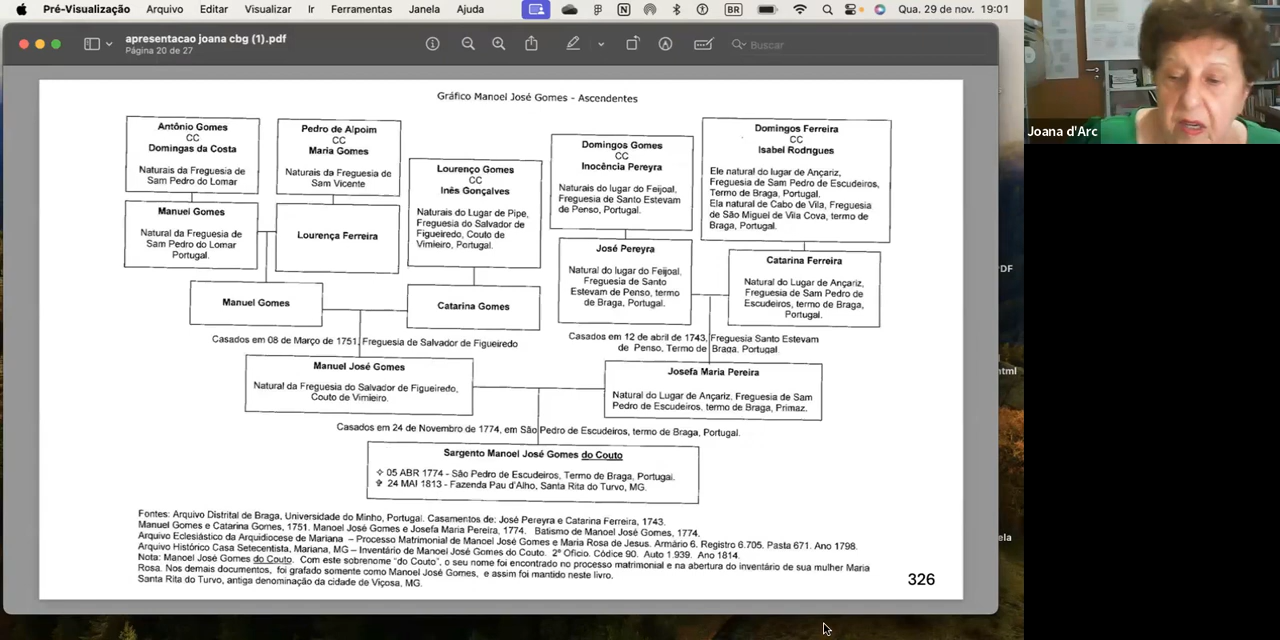 Pré-Visualização Arquivo Editar Visualizar Ir Ferramentas Janela Ajuda
BR
Qua. 29 de nov. 19:01
apresentacao joana cbg (1).pdf
Página 20 de 27
Buscar
Joana d'Arc
Gráfico Manoel José Gomes - Ascendentes
Antônio Gomes
CC
Domingas da Costa
Naturais da Freguesia de
Sam Pedro do Lomar
Pedro de Alpoim
CC
Maria Gomes
Naturais da Freguesia de
Sam Vicente
Lourenço Gomes
CC
Inês Gonçalves
Naturais do Lugar de Pipe,
Freguesia do Salvador de
Figueiredo, Couto de
Vimieiro, Portugal.
Domingos Gomes
CC
Inocência Pereyra
Naturais do lugar do Feijoal,
Freguesia de Santo Estevam
de Penso, Portugal.
Domingos Ferreira
CC
Isabel Rodrigues
Ele natural do lugar de Ançariz,
Freguesia de Sam Pedro de Escudeiros,
Termo de Braga, Portugal.
Ela natural de Cabo de Vila, Freguesia
de São Miguel de Vila Cova, termo de
Braga, Portugal.
Manuel Gomes
Natural da Freguesia de
Sam Pedro do Lomar
Portugal.
Lourença Ferreira
José Pereyra
Natural do lugar do Feijoal,
Freguesia de Santo
Estevam de Penso, termo
de Braga, Portugal.
Catarina Ferreira
Natural do Lugar de Ançariz,
Freguesia de Sam Pedro de
Escudeiros, termo de Braga,
Portugal.
Manuel Gomes
Catarina Gomes
Casados em 08 de Março de 1751, Freguesia de Salvador de Figueiredo
Casados em 12 de abril de 1743, Freguesia Santo Estevam
de Penso, Termo de Braga, Portugal.
Manuel José Gomes
Natural da Freguesia do Salvador de Figueiredo,
Couto de Vimieiro.
Josefa Maria Pereira
Natural do Lugar de Ançariz, Freguesia de Sam
Pedro de Escudeiros, termo de Braga, Primaz.
Casados em 24 de Novembro de 1774, em São Pedro de Escudeiros, termo de Braga, Portugal.
Sargento Manoel José Gomes do Couto
05 ABR 1774 - São Pedro de Escudeiros, Termo de Braga, Portugal.
24 MAI 1813 - Fazenda Pau d'Alho, Santa Rita do Turvo, MG.
Fontes: Arquivo Distrital de Braga, Universidade do Minho, Portugal. Casamentos de: José Pereyra e Catarina Ferreira, 1743.
Manuel Gomes e Catarina Gomes, 1751. Manoel José Gomes e Josefa Maria Pereira, 1774. Batismo de Manoel José Gomes, 1774.
Arquivo Eclesiástico da Arquidiocese de Mariana – Processo Matrimonial de Manoel José Gomes e Maria Rosa de Jesus. Armário 6. Registro 6.705. Pasta 671. Ano 1798.
Arquivo Histórico Casa Setecentista, Mariana, MG – Inventário de Manoel José Gomes do Couto. 2º Ofício. Códice 90. Auto 1.939. Ano 1814.
Nota: Manoel José Gomes do Couto. Com este sobrenome "do Couto", o seu nome foi encontrado no processo matrimonial e na abertura do inventário de sua mulher Maria
Rosa. Nos demais documentos, foi grafado somente como Manoel José Gomes, e assim foi mantido neste livro.
Santa Rita do Turvo, antiga denominação da cidade de Viçosa, MG.
326